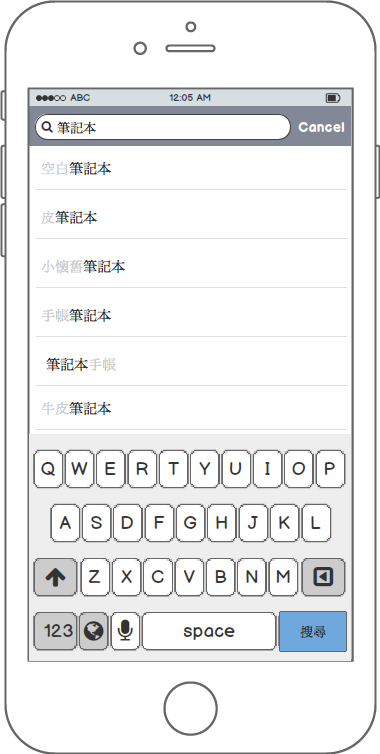 ABC 12:05 AM
筆記本 Cancel
空白筆記本
皮筆記本
小懷舊筆記本
手帳筆記本
筆記本手帳
牛皮筆記本
Q W E R T Y U I O P
A S D F G H J K L
Z X C V B N M
123 space 搜尋